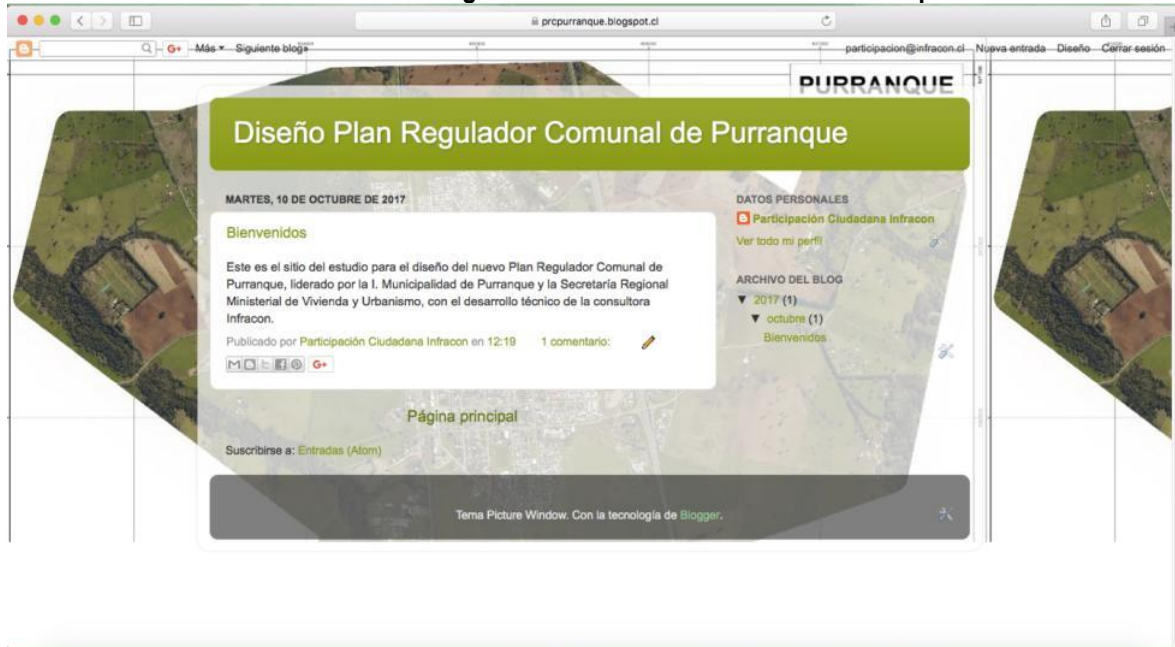 prcpurranque.blogspot.cl
G+ Más Siguiente blog» participacion@infracon.cl Nueva entrada Diseño Cerrar sesión
PURRANQUE
Diseño Plan Regulador Comunal de Purranque
MARTES, 10 DE OCTUBRE DE 2017
Bienvenidos
Este es el sitio del estudio para el diseño del nuevo Plan Regulador Comunal de
Purranque, liderado por la I. Municipalidad de Purranque y la Secretaría Regional
Ministerial de Vivienda y Urbanismo, con el desarrollo técnico de la consultora
Infracon.
Publicado por Participación Ciudadana Infracon en 12:19 1 comentario:
G+
Página principal
Suscribirse a: Entradas (Atom)
DATOS PERSONALES
Participación Ciudadana Infracon
Ver todo mi perfil
ARCHIVO DEL BLOG
▼ 2017 (1)
▼ octubre (1)
Bienvenidos
Tema Picture Window. Con la tecnología de Blogger.